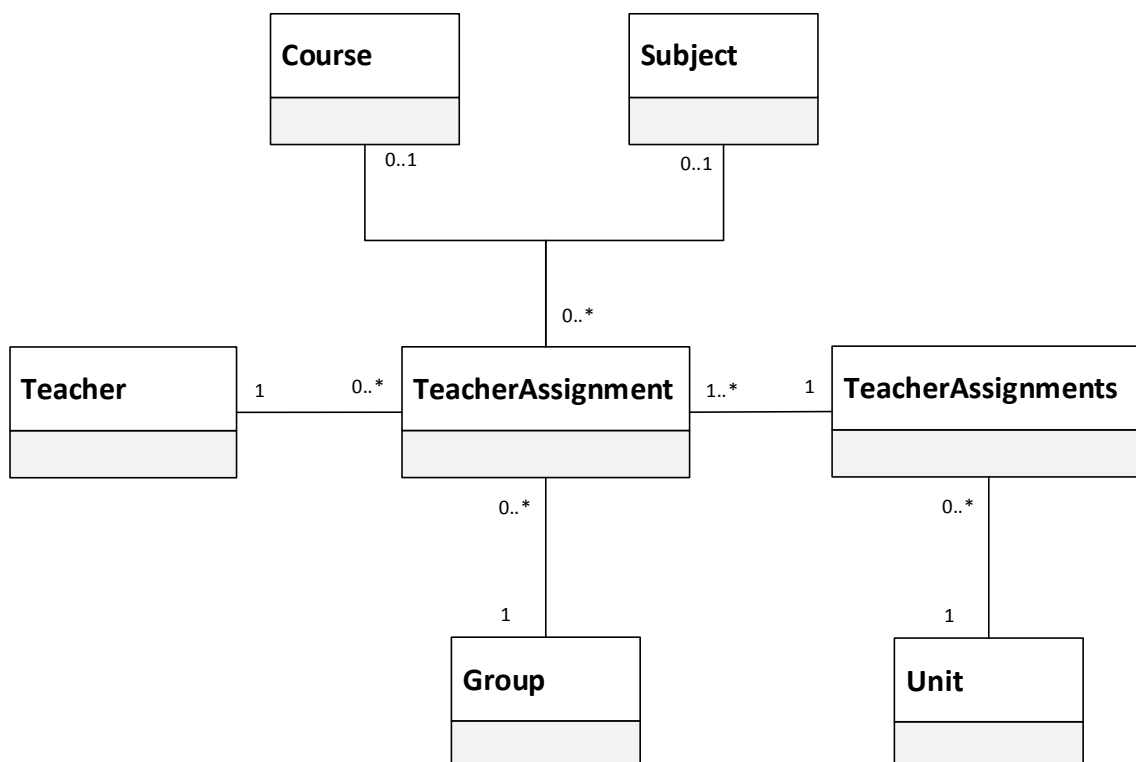 Course
Subject
0..1
0..1
0..*
Teacher
1
0..*
TeacherAssignment
1..*
1
TeacherAssignments
0..*
0..*
1
1
Group
Unit